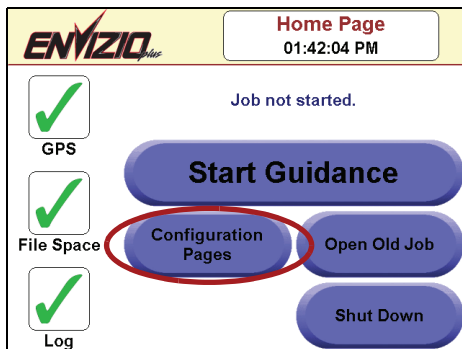 ENVIZIO plus
Home Page
01:42:04 PM
Job not started.
GPS
Start Guidance
File Space
Configuration
Pages
Open Old Job
Log
Shut Down